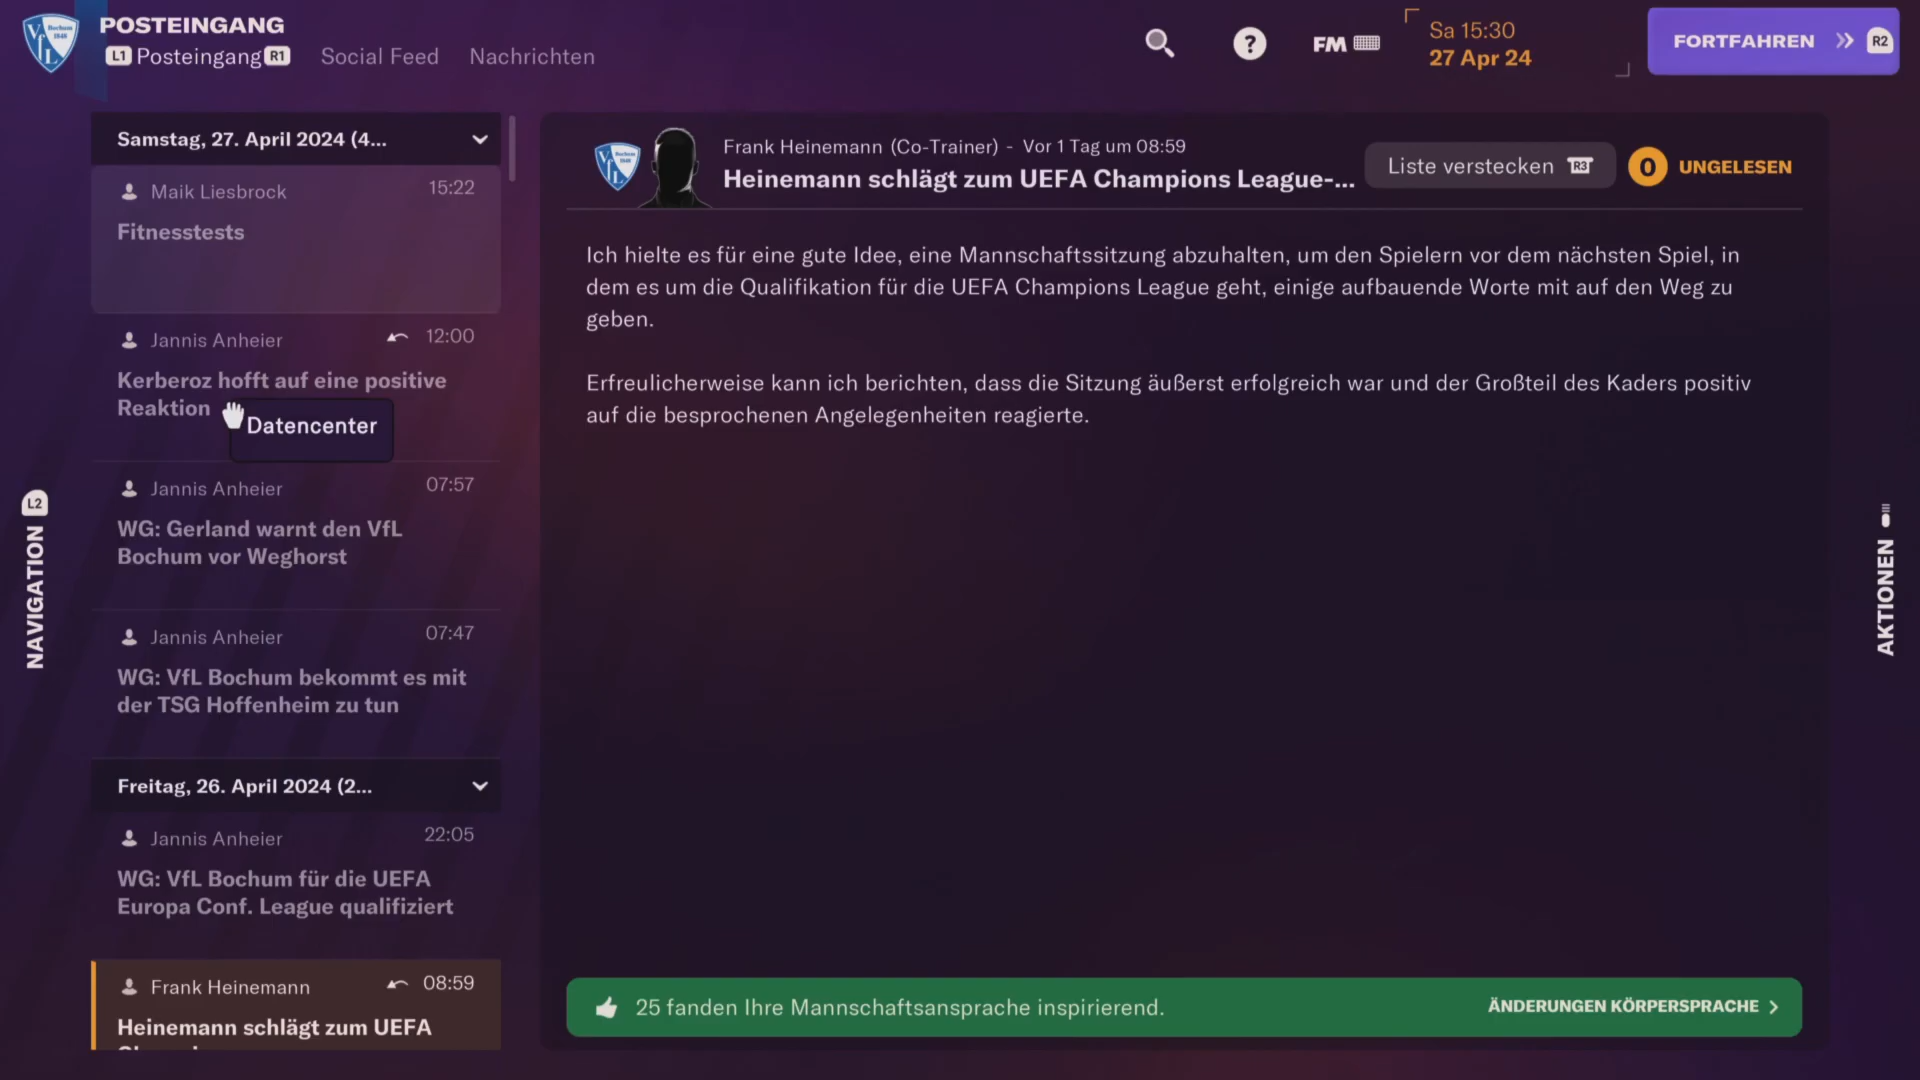 POSTEINGANG
L1 Posteingang R1 Social Feed Nachrichten
FM
Sa 15:30
27 Apr 24
FORTFAHREN R2
Samstag, 27. April 2024 (4...
Maik Liesbrock 15:22
Fitnesstests
Jannis Anheier 12:00
Kerberoz hofft auf eine positive
Reaktion
Datencenter
Jannis Anheier 07:57
WG: Gerland warnt den VfL
Bochum vor Weghorst
Jannis Anheier 07:47
WG: VfL Bochum bekommt es mit
der TSG Hoffenheim zu tun
Freitag, 26. April 2024 (2...
Jannis Anheier 22:05
WG: VfL Bochum für die UEFA
Europa Conf. League qualifiziert
Frank Heinemann 08:59
Heinemann schlägt zum UEFA
Frank Heinemann (Co-Trainer) - Vor 1 Tag um 08:59
Heinemann schlägt zum UEFA Champions League-...
Liste verstecken R3
0 UNGELESEN
Ich hielte es für eine gute Idee, eine Mannschaftssitzung abzuhalten, um den Spielern vor dem nächsten Spiel, in
dem es um die Qualifikation für die UEFA Champions League geht, einige aufbauende Worte mit auf den Weg zu
geben.
Erfreulicherweise kann ich berichten, dass die Sitzung äußerst erfolgreich war und der Großteil des Kaders positiv
auf die besprochenen Angelegenheiten reagierte.
25 fanden Ihre Mannschaftsansprache inspirierend.
ÄNDERUNGEN KÖRPERSPRACHE
NAVIGATION L2
AKTIONEN